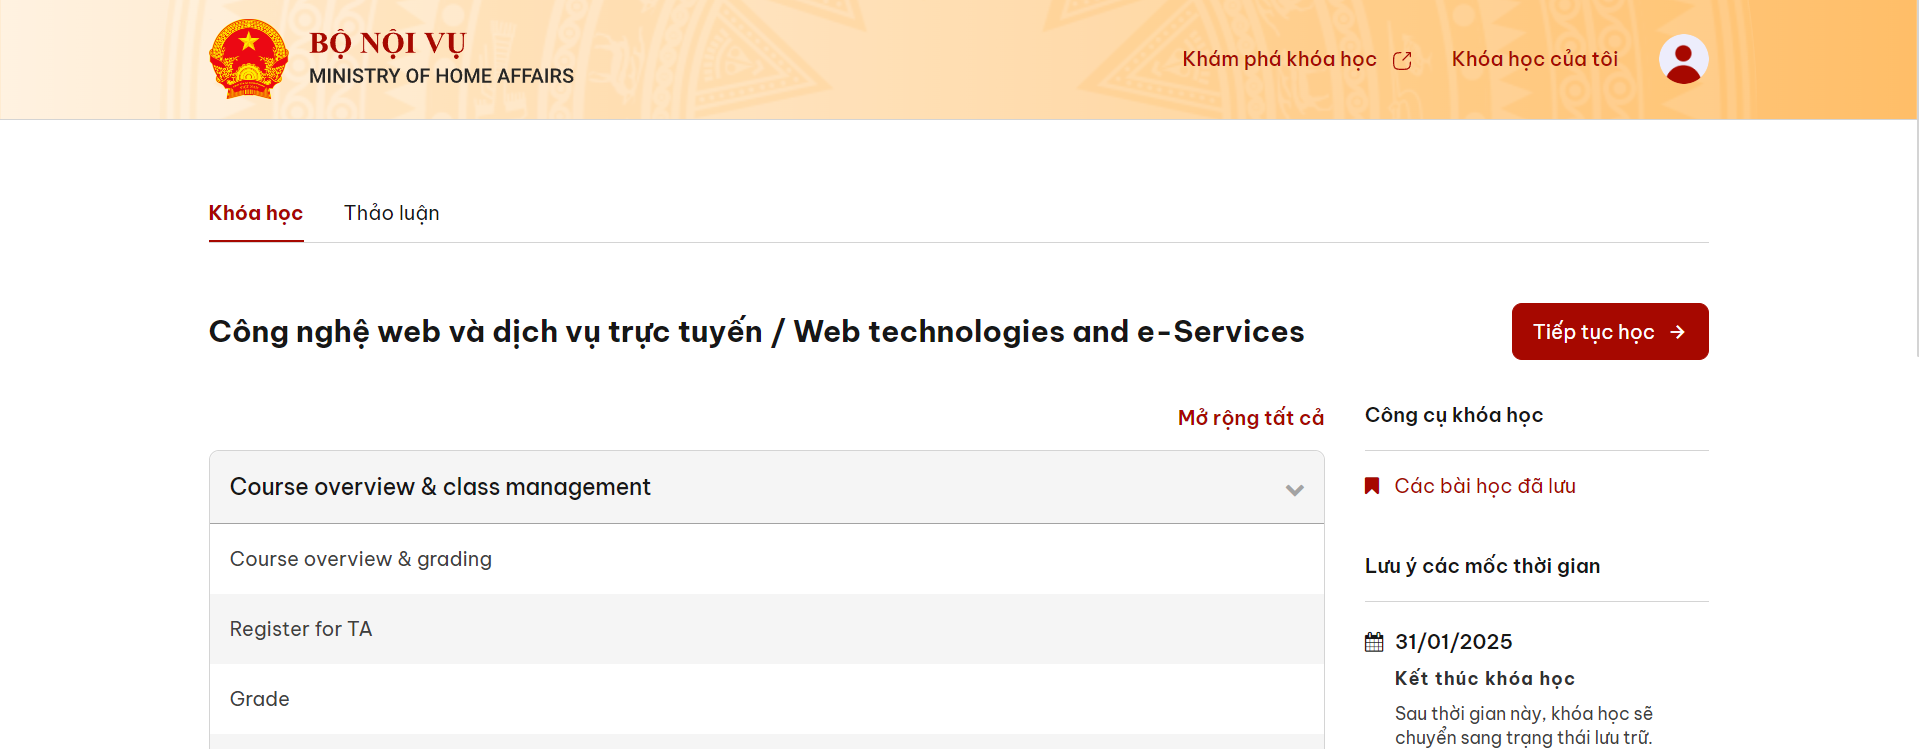 BỘ NỘI VỤ
MINISTRY OF HOME AFFAIRS
Khám phá khóa học
Khóa học của tôi
Khóa học
Thảo luận
Công nghệ web và dịch vụ trực tuyến / Web technologies and e-Services
Tiếp tục học
Mở rộng tất cả
Course overview & class management
Course overview & grading
Register for TA
Grade
Công cụ khóa học
Các bài học đã lưu
Lưu ý các mốc thời gian
31/01/2025
Kết thúc khóa học
Sau thời gian này, khóa học sẽ
chuyển sang trạng thái lưu trữ.